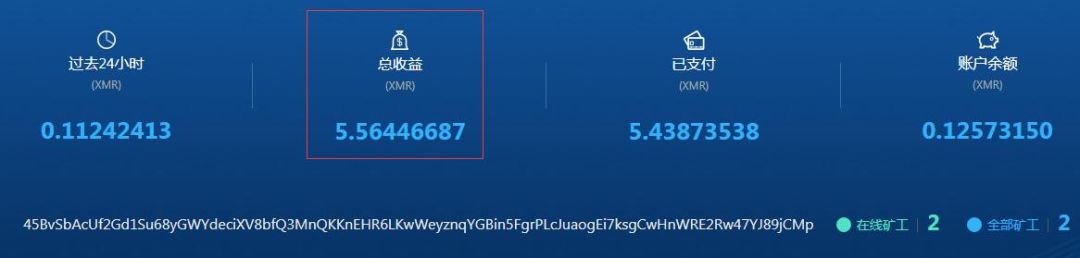 过去24小时
(XMR)
0.11242413
总收益
(XMR)
5.56446687
已支付
(XMR)
5.43873538
账户余额
(XMR)
0.12573150
45BvSbAcUf2Gd1Su68yGWYdeciXV8bfQ3MnQKKnEHR6LKwWeyznqYGBin5FgrPLcJuaogEi7ksgCwHnWRE2Rw47YJ89jCMp
在线矿工 | 2
全部矿工 | 2